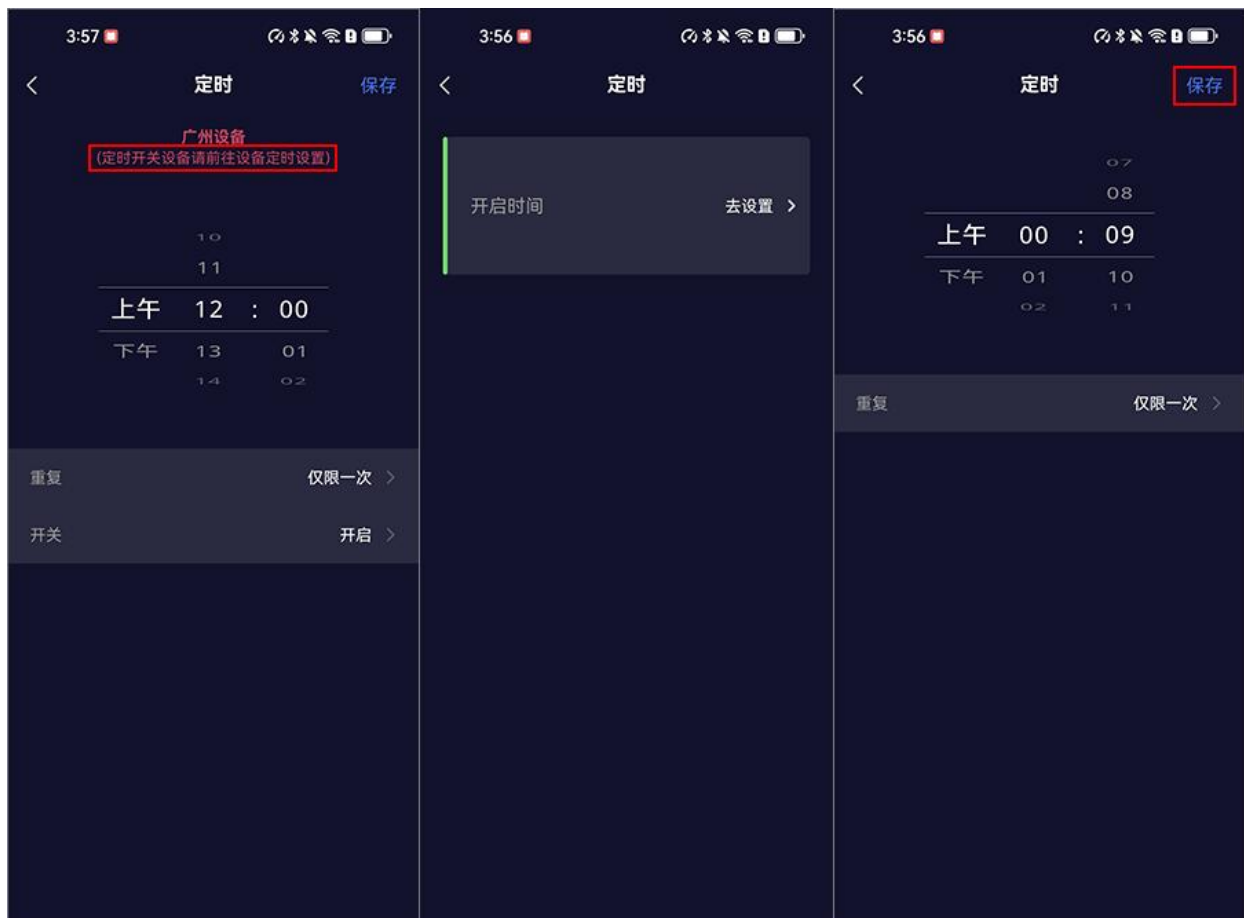 3:57
定时
保存
广州设备
(定时开关设备请前往设备定时设置)
10
11
上午 12 : 00
下午 13 01
14 02
重复 仅限一次
开关 开启
3:56
定时
开启时间 去设置
3:56
定时
保存
07
08
上午 00 : 09
下午 01 10
02 11
重复 仅限一次